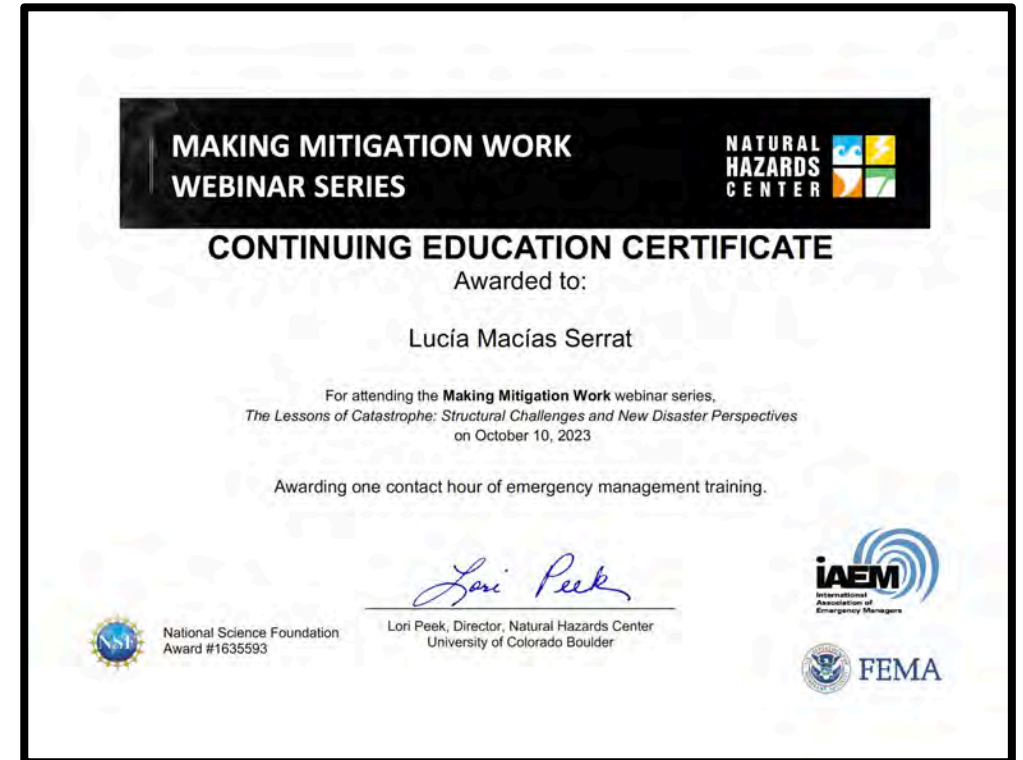 MAKING MITIGATION WORK
WEBINAR SERIES
NATURAL
HAZARDS
CENTER
CONTINUING EDUCATION CERTIFICATE
Awarded to:
Lucía Macías Serrat
For attending the Making Mitigation Work webinar series,
The Lessons of Catastrophe: Structural Challenges and New Disaster Perspectives
on October 10, 2023
Awarding one contact hour of emergency management training.
Lori Peek
Lori Peek, Director, Natural Hazards Center
University of Colorado Boulder
NSF
National Science Foundation
Award #1635593
iAEM
International
Association of
Emergency Managers
FEMA